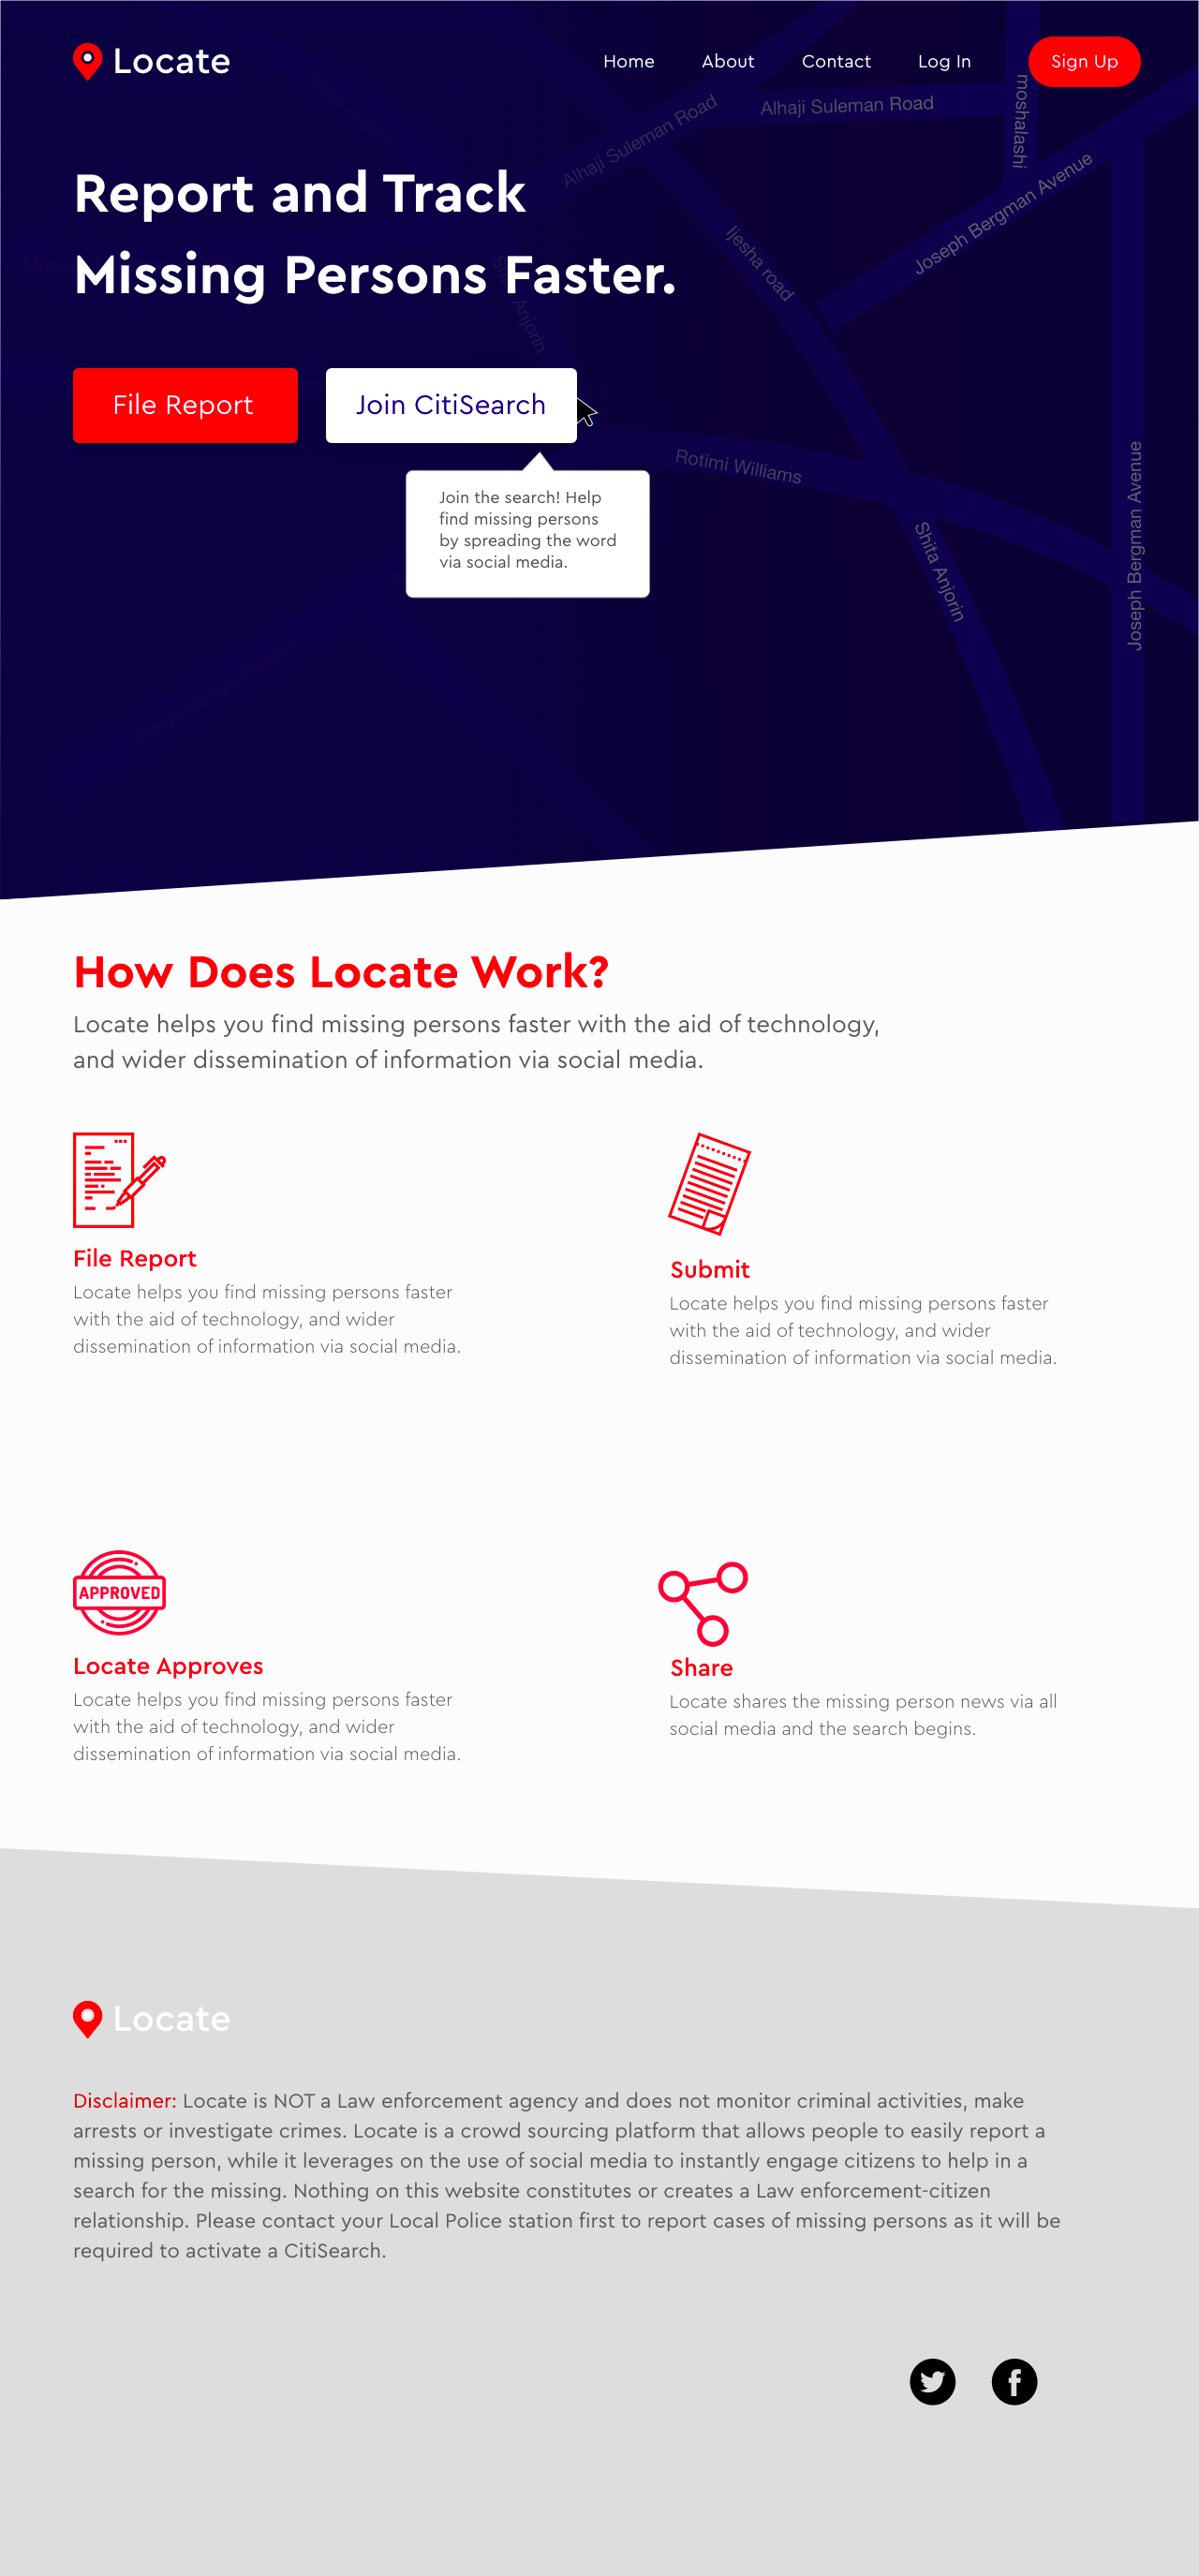 Locate
Home About Contact Log In Sign Up
Alhaji Suleman Road
Alhaji Suleman Road
moshalashi
Joseph Bergman Avenue
Ijesha road
Shita Anjorin
Report and Track
Missing Persons Faster.
Shita Anjorin
File Report
Join CitiSearch
Rotimi Williams
Join the search! Help
find missing persons
by spreading the word
via social media.
Shita Anjorin
Joseph Bergman Avenue
Evelyn Banigo Express
How Does Locate Work?
Locate helps you find missing persons faster with the aid of technology,
and wider dissemination of information via social media.
File Report
Locate helps you find missing persons faster
with the aid of technology, and wider
dissemination of information via social media.
Submit
Locate helps you find missing persons faster
with the aid of technology, and wider
dissemination of information via social media.
APPROVED
Locate Approves
Locate helps you find missing persons faster
with the aid of technology, and wider
dissemination of information via social media.
Share
Locate shares the missing person news via all
social media and the search begins.
Locate
Disclaimer: Locate is NOT a Law enforcement agency and does not monitor criminal activities, make
arrests or investigate crimes. Locate is a crowd sourcing platform that allows people to easily report a
missing person, while it leverages on the use of social media to instantly engage citizens to help in a
search for the missing. Nothing on this website constitutes or creates a Law enforcement-citizen
relationship. Please contact your Local Police station first to report cases of missing persons as it will be
required to activate a CitiSearch.